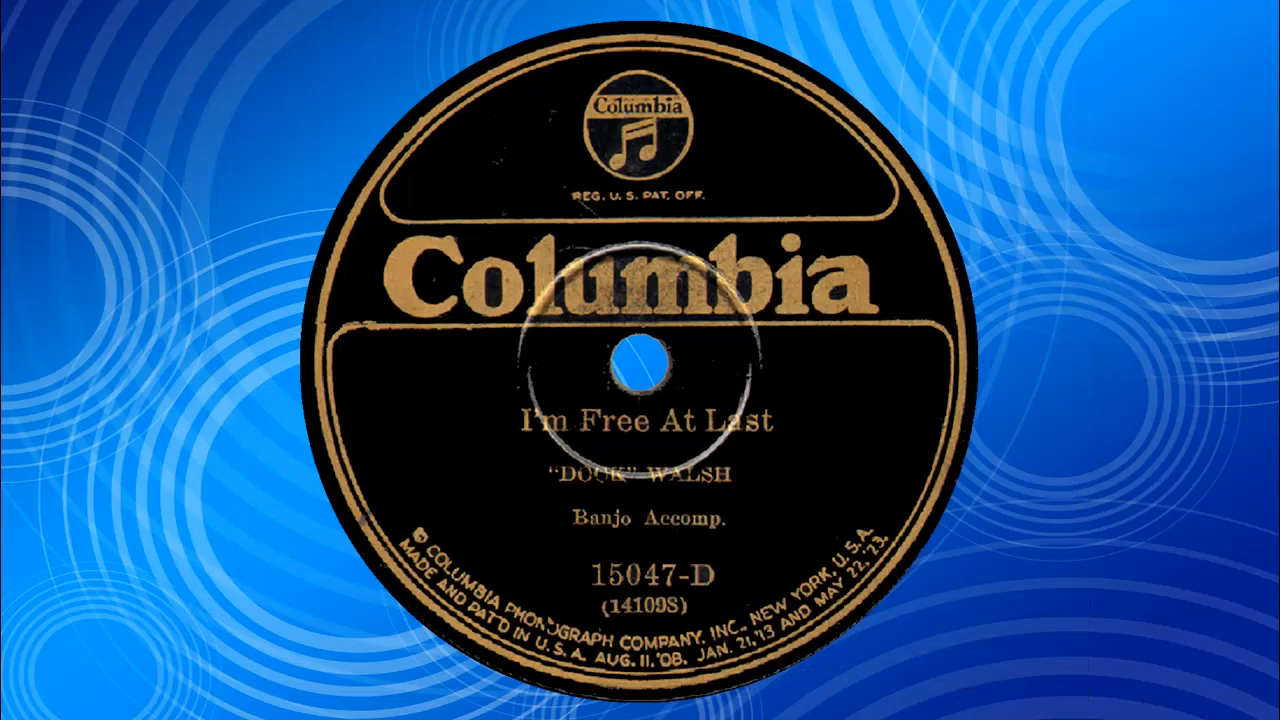 Columbia
REG. U. S. PAT. OFF.
Columbia
I'm Free At Last
“DOCK” WALSH
Banjo Accomp.
15047-D
(141098)
Ⓟ COLUMBIA PHONOGRAPH COMPANY, INC., NEW YORK, U. S. A.
MADE AND PAT'D IN U. S. A. AUG. 11, '08. JAN. 21, '13 AND MAY 22, '23.